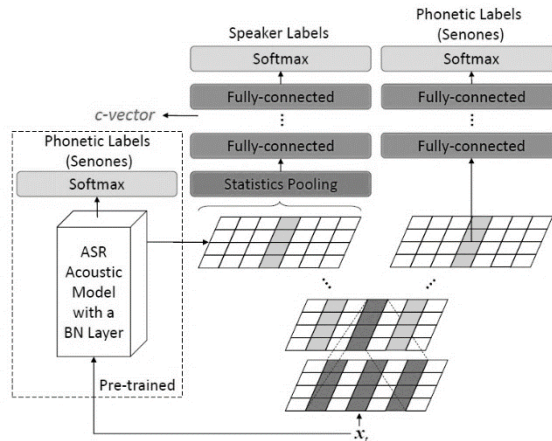 Speaker Labels
Softmax
Fully-connected
c-vector
Fully-connected
Statistics Pooling
Phonetic Labels
(Senones)
Softmax
Fully-connected
Fully-connected
Phonetic Labels
(Senones)
Softmax
ASR
Acoustic
Model
with a
BN Layer
Pre-trained
xₜ